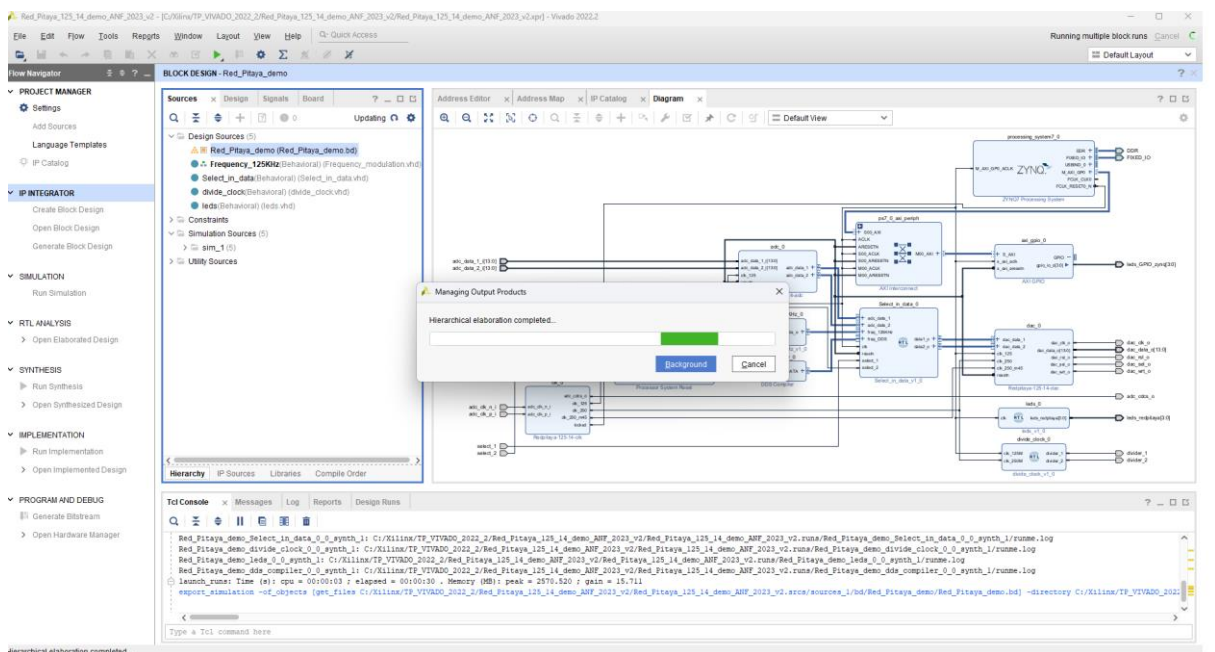 Red_Pitaya_125_14_demo_ANF_2023_v2 - [C:/Xilinx/TP_VIVADO_2022_2/Red_Pitaya_125_14_demo_ANF_2023_v2/Red_Pitaya_125_14_demo_ANF_2023_v2.xpr] - Vivado 2022.2
File Edit Flow Tools Reports Window Layout View Help Quick Access
Running multiple block runs Cancel
Default Layout
Flow Navigator
BLOCK DESIGN - Red_Pitaya_demo
PROJECT MANAGER
Settings
Add Sources
Language Templates
IP Catalog
IP INTEGRATOR
Create Block Design
Open Block Design
Generate Block Design
SIMULATION
Run Simulation
RTL ANALYSIS
Open Elaborated Design
SYNTHESIS
Run Synthesis
Open Synthesized Design
IMPLEMENTATION
Run Implementation
Open Implemented Design
PROGRAM AND DEBUG
Generate Bitstream
Open Hardware Manager
Sources Design Signals Board
0 Updating
Design Sources (5)
Red_Pitaya_demo (Red_Pitaya_demo.bd)
Frequency_125KHz(Behavioral) (Frequency_modulation.vhd)
Select_in_data(Behavioral) (Select_in_data.vhd)
divide_clock(Behavioral) (divide_clock.vhd)
leds(Behavioral) (leds.vhd)
Constraints
Simulation Sources (5)
sim_1 (5)
Utility Sources
Hierarchy IP Sources Libraries Compile Order
Address Editor Address Map IP Catalog Diagram
Default View
processing_system7_0
DDR
FIXED_IO
ZYNQ
ZYNQ7 Processing System
ps7_0_axi_periph
AXI Interconnect
axi_gpio_0
AXI GPIO
adc_0
adc_data_1_i[13:0]
adc_data_2_i[13:0]
Select_in_data_0
Select_in_data_v1_0
dac_0
dac_clk_o
dac_data_o[13:0]
dac_rst_o
dac_sel_o
dac_wrt_o
Redpitaya-125-14-dac
Processor System Reset
DDS Compiler
adc_clk_n_i
adc_clk_p_i
adc_cdcs_o
Redpitaya-125-14-clk
select_1
select_2
leds_0
leds_redpitaya[3:0]
leds_v1_0
divide_clock_0
divider_1
divider_2
divide_clock_v1_0
Managing Output Products
Hierarchical elaboration completed...
Background Cancel
Tcl Console Messages Log Reports Design Runs
Red_Pitaya_demo_Select_in_data_0_0_synth_1: C:/Xilinx/TP_VIVADO_2022_2/Red_Pitaya_125_14_demo_ANF_2023_v2/Red_Pitaya_125_14_demo_ANF_2023_v2.runs/Red_Pitaya_demo_Select_in_data_0_0_synth_1/runme.log
Red_Pitaya_demo_divide_clock_0_0_synth_1: C:/Xilinx/TP_VIVADO_2022_2/Red_Pitaya_125_14_demo_ANF_2023_v2/Red_Pitaya_125_14_demo_ANF_2023_v2.runs/Red_Pitaya_demo_divide_clock_0_0_synth_1/runme.log
Red_Pitaya_demo_leds_0_0_synth_1: C:/Xilinx/TP_VIVADO_2022_2/Red_Pitaya_125_14_demo_ANF_2023_v2/Red_Pitaya_125_14_demo_ANF_2023_v2.runs/Red_Pitaya_demo_leds_0_0_synth_1/runme.log
Red_Pitaya_demo_dds_compiler_0_0_synth_1: C:/Xilinx/TP_VIVADO_2022_2/Red_Pitaya_125_14_demo_ANF_2023_v2/Red_Pitaya_125_14_demo_ANF_2023_v2.runs/Red_Pitaya_demo_dds_compiler_0_0_synth_1/runme.log
launch_runs: Time (s): cpu = 00:00:03 ; elapsed = 00:00:30 . Memory (MB): peak = 2570.520 ; gain = 15.711
export_simulation -of_objects [get_files C:/Xilinx/TP_VIVADO_2022_2/Red_Pitaya_125_14_demo_ANF_2023_v2/Red_Pitaya_125_14_demo_ANF_2023_v2.srcs/sources_1/bd/Red_Pitaya_demo/Red_Pitaya_demo.bd] -directory C:/Xilinx/TP_VIVADO_2022
Type a Tcl command here
Hierarchical elaboration completed